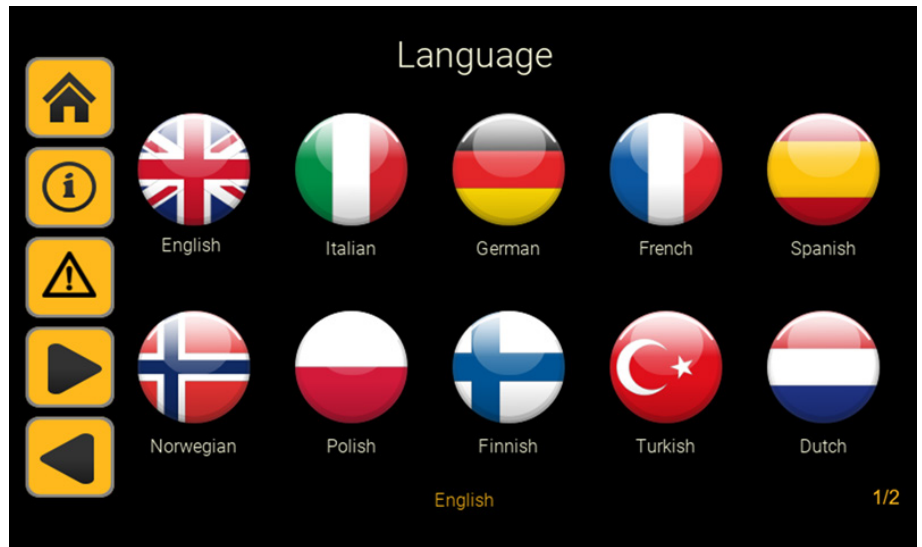 Language
English Italian German French Spanish
Norwegian Polish Finnish Turkish Dutch
English
1/2